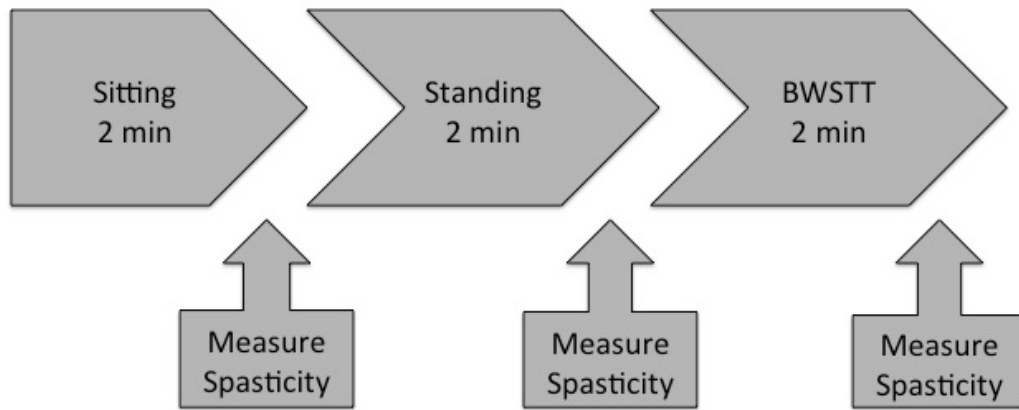 Sitting
2 min
Standing
2 min
BWSTT
2 min
Measure
Spasticity
Measure
Spasticity
Measure
Spasticity